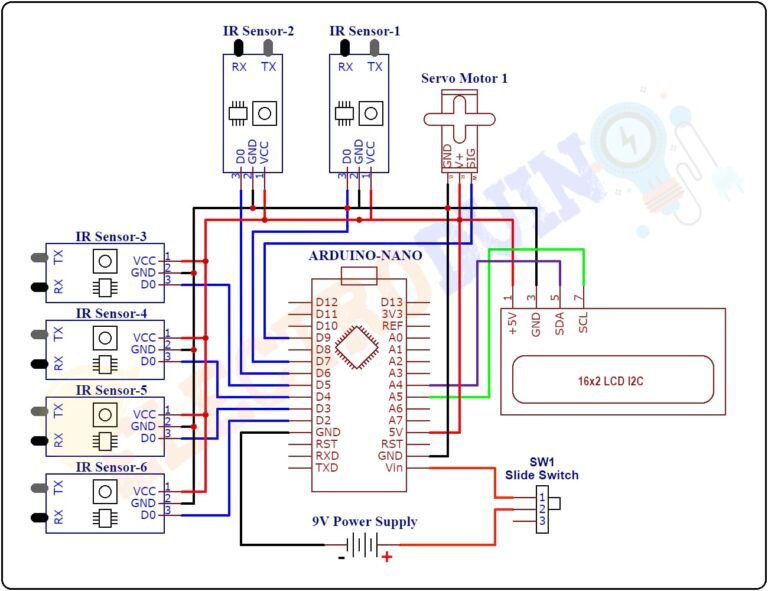 IR Sensor-2
RX TX
D0 GND VCC
3 2 1
IR Sensor-1
RX TX
D0 GND VCC
3 2 1
Servo Motor 1
GND V+ SIG
IR Sensor-3
TX
RX
VCC 1
GND 2
D0 3
IR Sensor-4
TX
RX
VCC 1
GND 2
D0 3
IR Sensor-5
TX
RX
VCC 1
GND 2
D0 3
IR Sensor-6
TX
RX
VCC 1
GND 2
D0 3
ARDUINO-NANO
D12 D13
D11 3V3
D10 REF
D9 A0
D8 A1
D7 A2
D6 A3
D5 A4
D4 A5
D3 A6
D2 A7
GND 5V
RST RST
RXD GND
TXD Vin
1 3 5 7
+5V GND SDA SCL
16x2 LCD I2C
SW1
Slide Switch
1
2
3
9V Power Supply
- +
ELECTRODUINO